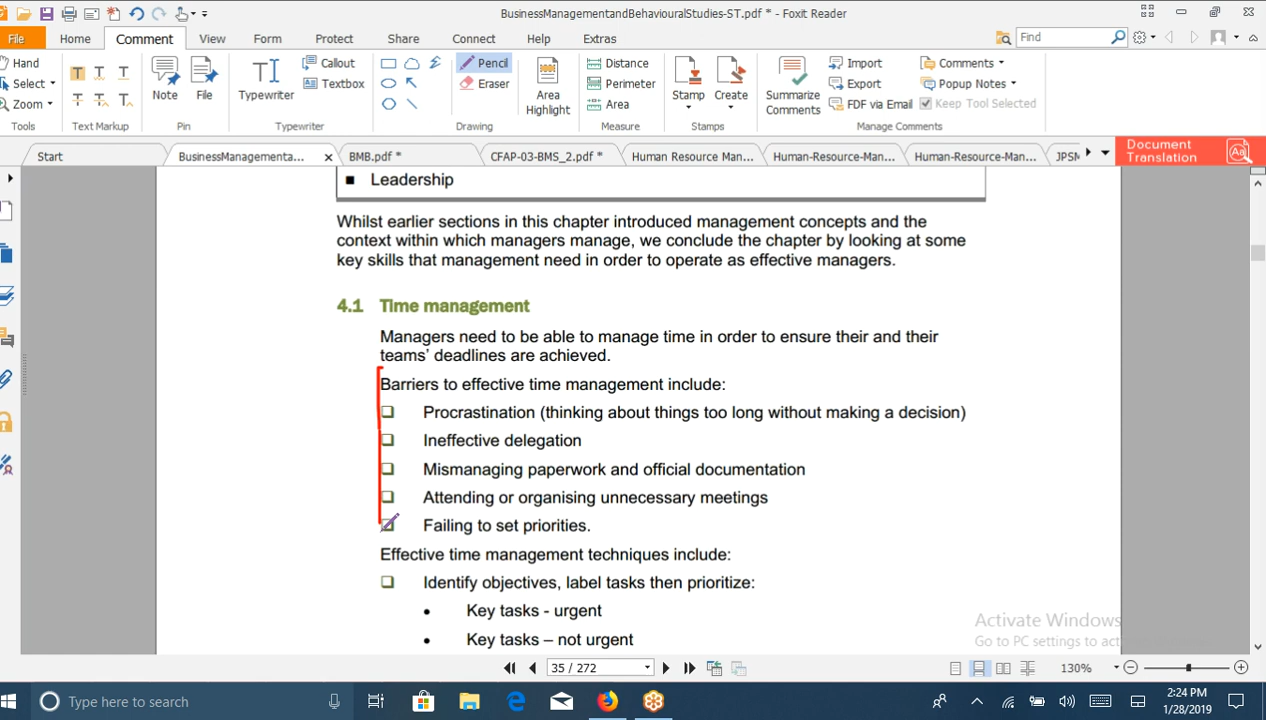 BusinessManagementandBehaviouralStudies-ST.pdf * - Foxit Reader
File Home Comment View Form Protect Share Connect Help Extras
Find
Hand
Select
Zoom
Tools
Text Markup
Note
File
Pin
Typewriter
Callout
Textbox
Typewriter
Pencil
Eraser
Area
Highlight
Drawing
Distance
Perimeter
Area
Measure
Stamp
Create
Stamps
Summarize
Comments
Import
Export
FDF via Email
Comments
Popup Notes
Keep Tool Selected
Manage Comments
Start
BusinessManagementa...
BMB.pdf *
CFAP-03-BMS_2.pdf *
Human Resource Man...
Human-Resource-Man...
Human-Resource-Man...
JPSM
Document
Translation
Leadership
Whilst earlier sections in this chapter introduced management concepts and the
context within which managers manage, we conclude the chapter by looking at some
key skills that management need in order to operate as effective managers.
4.1 Time management
Managers need to be able to manage time in order to ensure their and their
teams' deadlines are achieved.
Barriers to effective time management include:
Procrastination (thinking about things too long without making a decision)
Ineffective delegation
Mismanaging paperwork and official documentation
Attending or organising unnecessary meetings
Failing to set priorities.
Effective time management techniques include:
Identify objectives, label tasks then prioritize:
Key tasks - urgent
Key tasks – not urgent
Activate Windows
Go to PC settings to act
35 / 272
130%
Type here to search
2:24 PM
1/28/2019